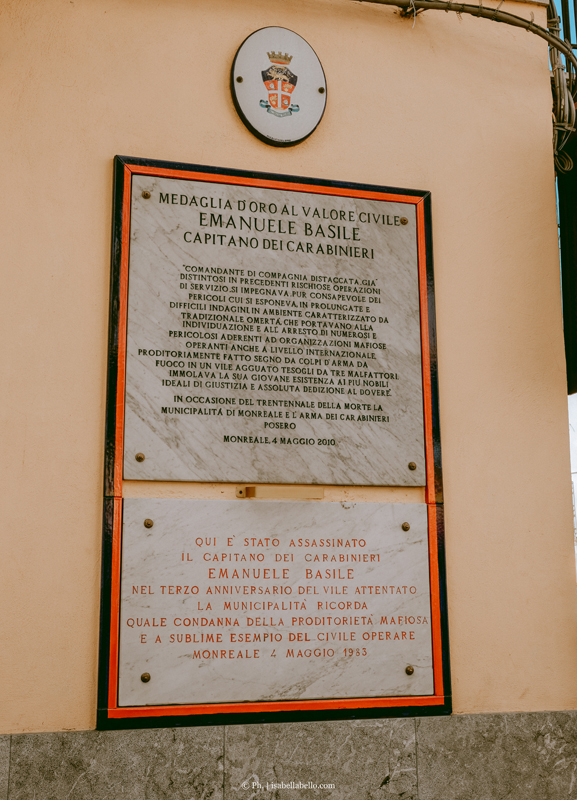 MEDAGLIA D'ORO AL VALORE CIVILE
EMANUELE BASILE
CAPITANO DEI CARABINIERI
"COMANDANTE DI COMPAGNIA DISTACCATA, GIA'
DISTINTOSI IN PRECEDENTI RISCHIOSE OPERAZIONI
DI SERVIZIO, SI IMPEGNAVA, PUR CONSAPEVOLE DEI
PERICOLI CUI SI ESPONEVA, IN PROLUNGATE E
DIFFICILI INDAGINI, IN AMBIENTE CARATTERIZZATO DA
TRADIZIONALE OMERTÀ, CHE PORTAVANO ALLA
INDIVIDUAZIONE E ALL'ARRESTO DI NUMEROSI E
PERICOLOSI ADERENTI AD ORGANIZZAZIONI MAFIOSE
OPERANTI ANCHE A LIVELLO INTERNAZIONALE.
PRODITORIAMENTE FATTO SEGNO DA COLPI D'ARMA DA
FUOCO IN UN VILE AGGUATO TESOGLI DA TRE MALFATTORI,
IMMOLAVA LA SUA GIOVANE ESISTENZA AI PIÙ NOBILI
IDEALI DI GIUSTIZIA E ASSOLUTA DEDIZIONE AL DOVERE".
IN OCCASIONE DEL TRENTENNALE DELLA MORTE LA
MUNICIPALITÀ DI MONREALE E L'ARMA DEI CARABINIERI
POSERO
MONREALE, 4 MAGGIO 2010
QUI E' STATO ASSASSINATO
IL CAPITANO DEI CARABINIERI
EMANUELE BASILE
NEL TERZO ANNIVERSARIO DEL VILE ATTENTATO
LA MUNICIPALITA' RICORDA
QUALE CONDANNA DELLA PRODITORIETA' MAFIOSA
E A SUBLIME ESEMPIO DEL CIVILE OPERARE
MONREALE 4 MAGGIO 1983
© Ph. | isabellabello.com